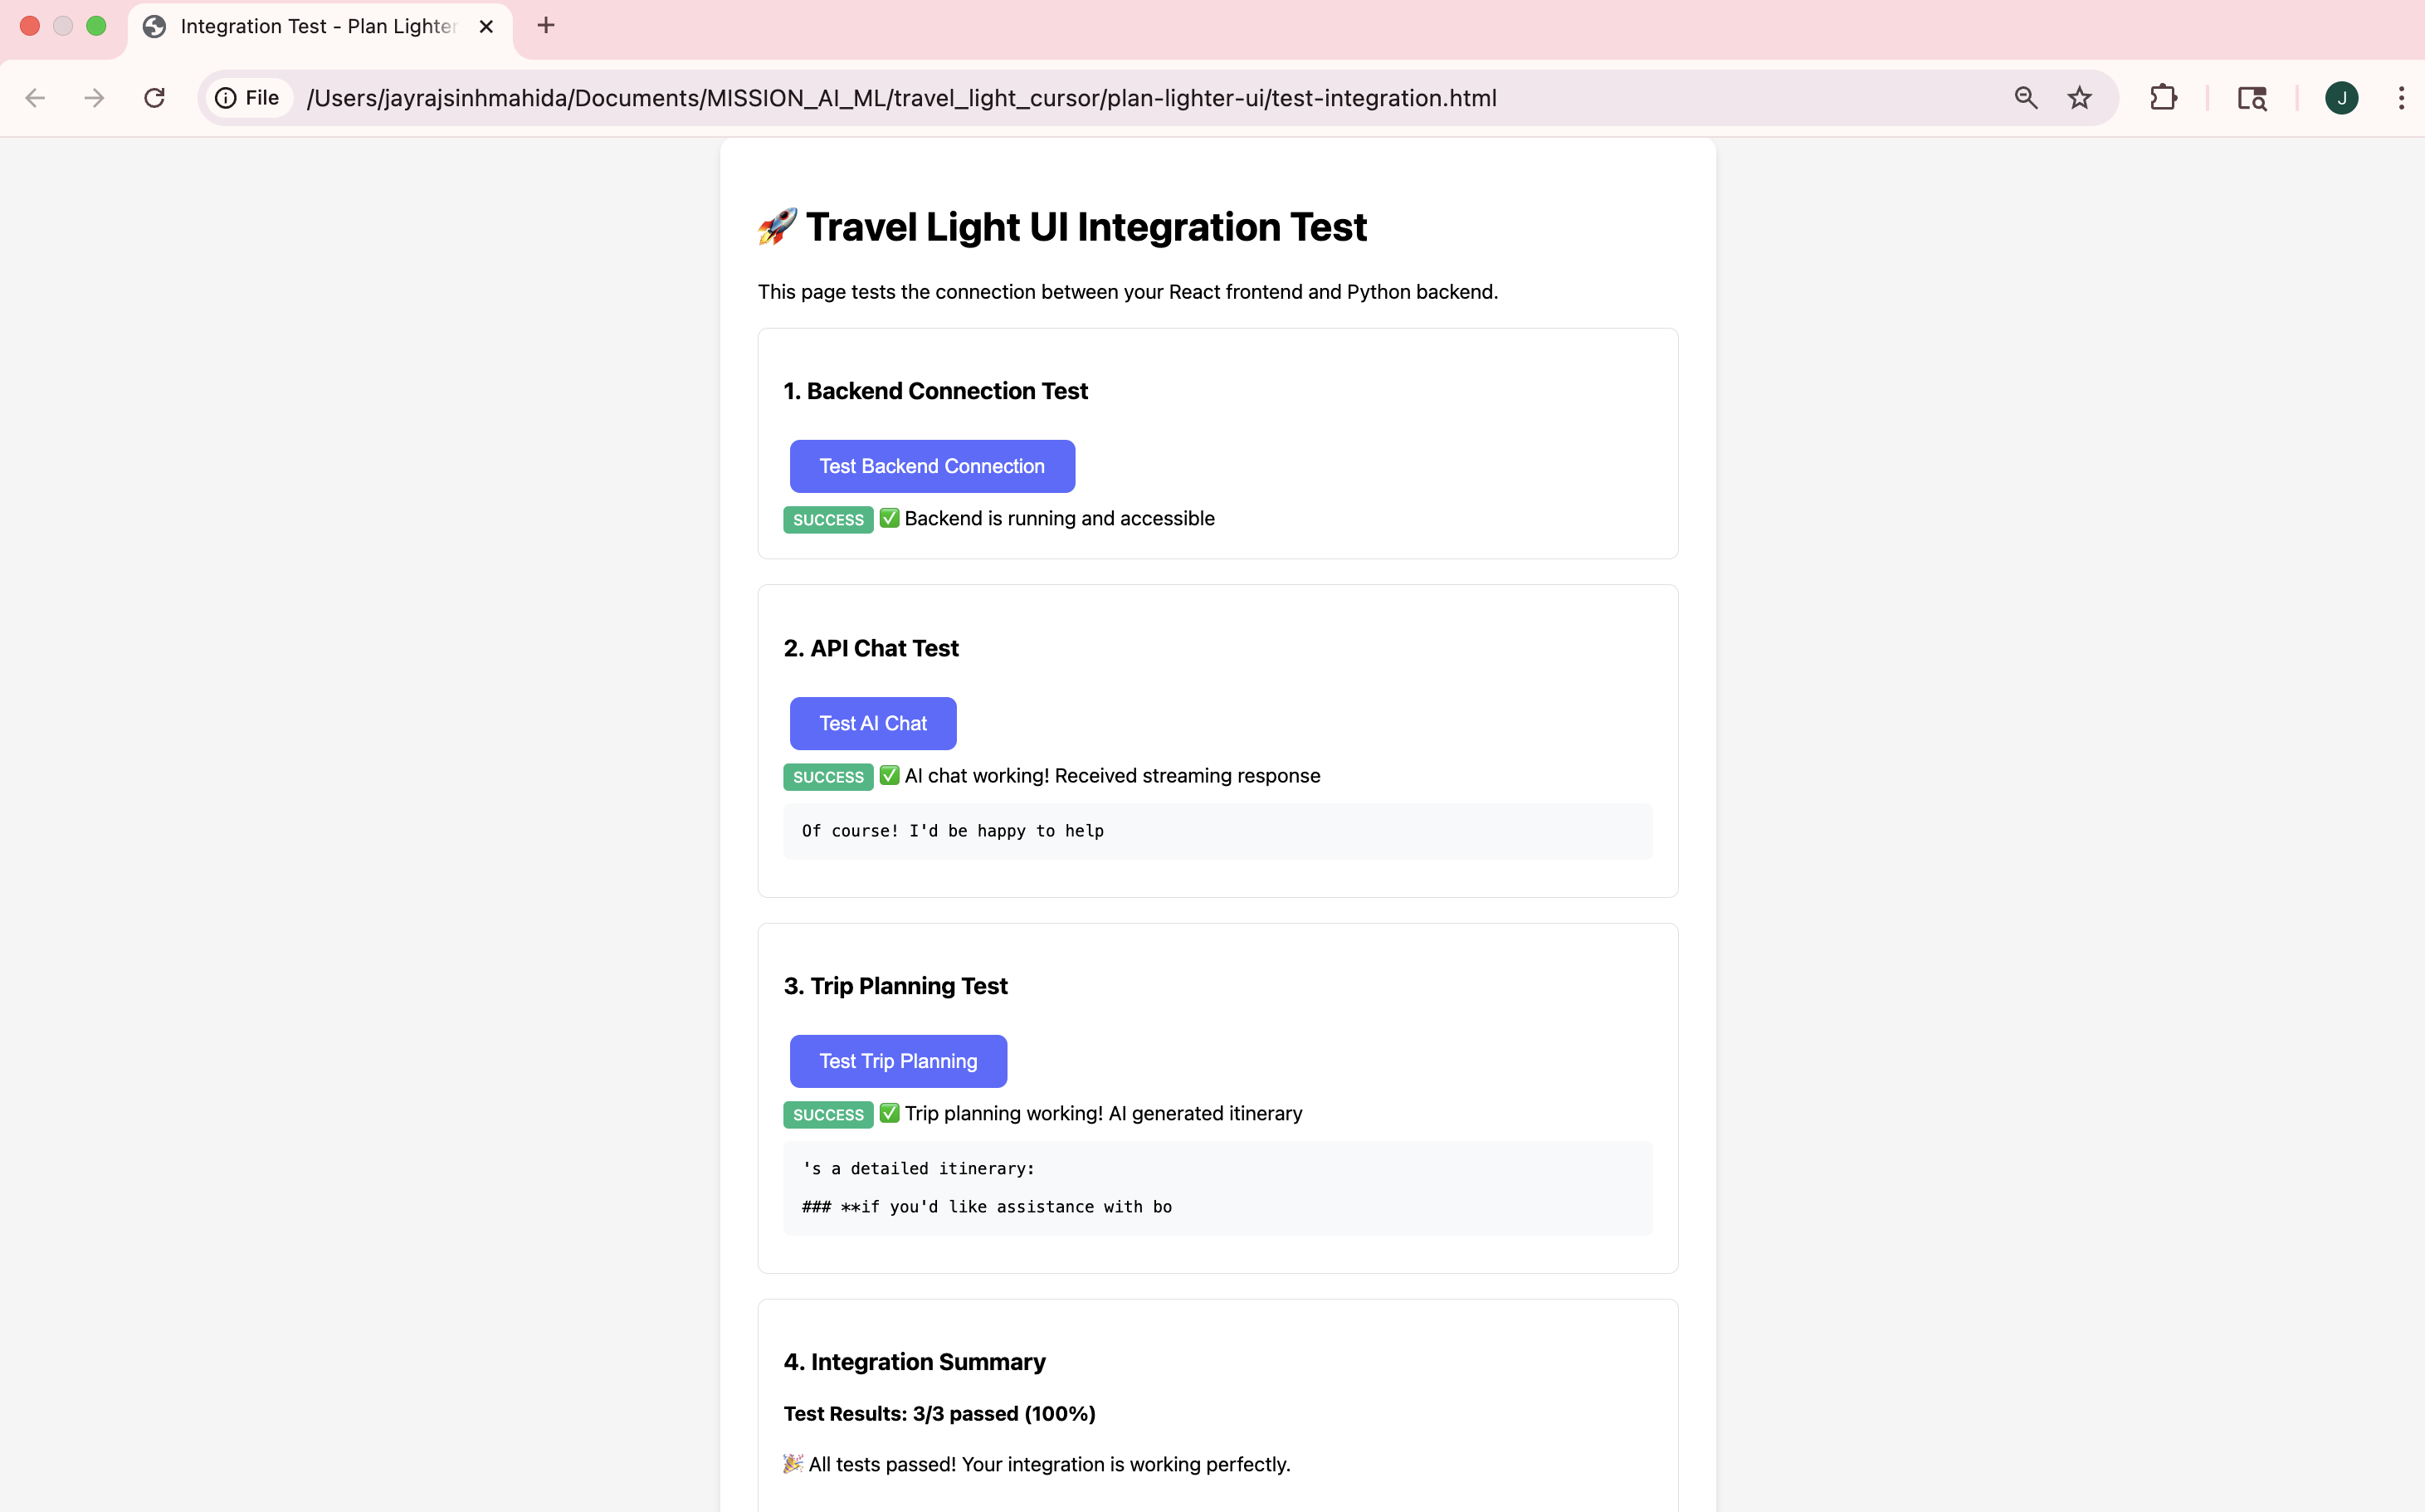 Integration Test - Plan Lighter
File
/Users/jayrajsinhmahida/Documents/MISSION_AI_ML/travel_light_cursor/plan-lighter-ui/test-integration.html
J
🚀 Travel Light UI Integration Test
This page tests the connection between your React frontend and Python backend.
1. Backend Connection Test
Test Backend Connection
SUCCESS ✅ Backend is running and accessible
2. API Chat Test
Test AI Chat
SUCCESS ✅ AI chat working! Received streaming response
Of course! I'd be happy to help
3. Trip Planning Test
Test Trip Planning
SUCCESS ✅ Trip planning working! AI generated itinerary
's a detailed itinerary:
### **if you'd like assistance with bo
4. Integration Summary
Test Results: 3/3 passed (100%)
🎉 All tests passed! Your integration is working perfectly.